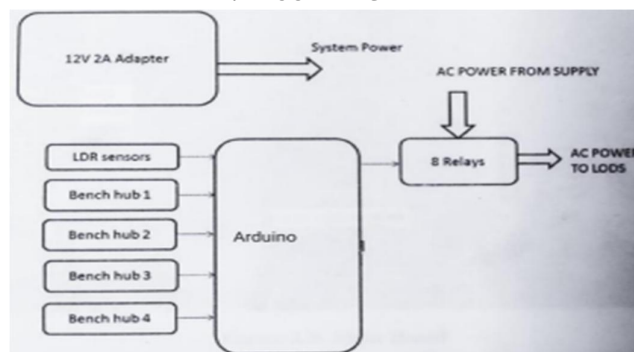 12V 2A Adapter
System Power
AC POWER FROM SUPPLY
LDR sensors
8 Relays
AC POWER
TO LODS
Bench hub 1
Bench hub 2
Arduino
Bench hub 3
Bench hub 4